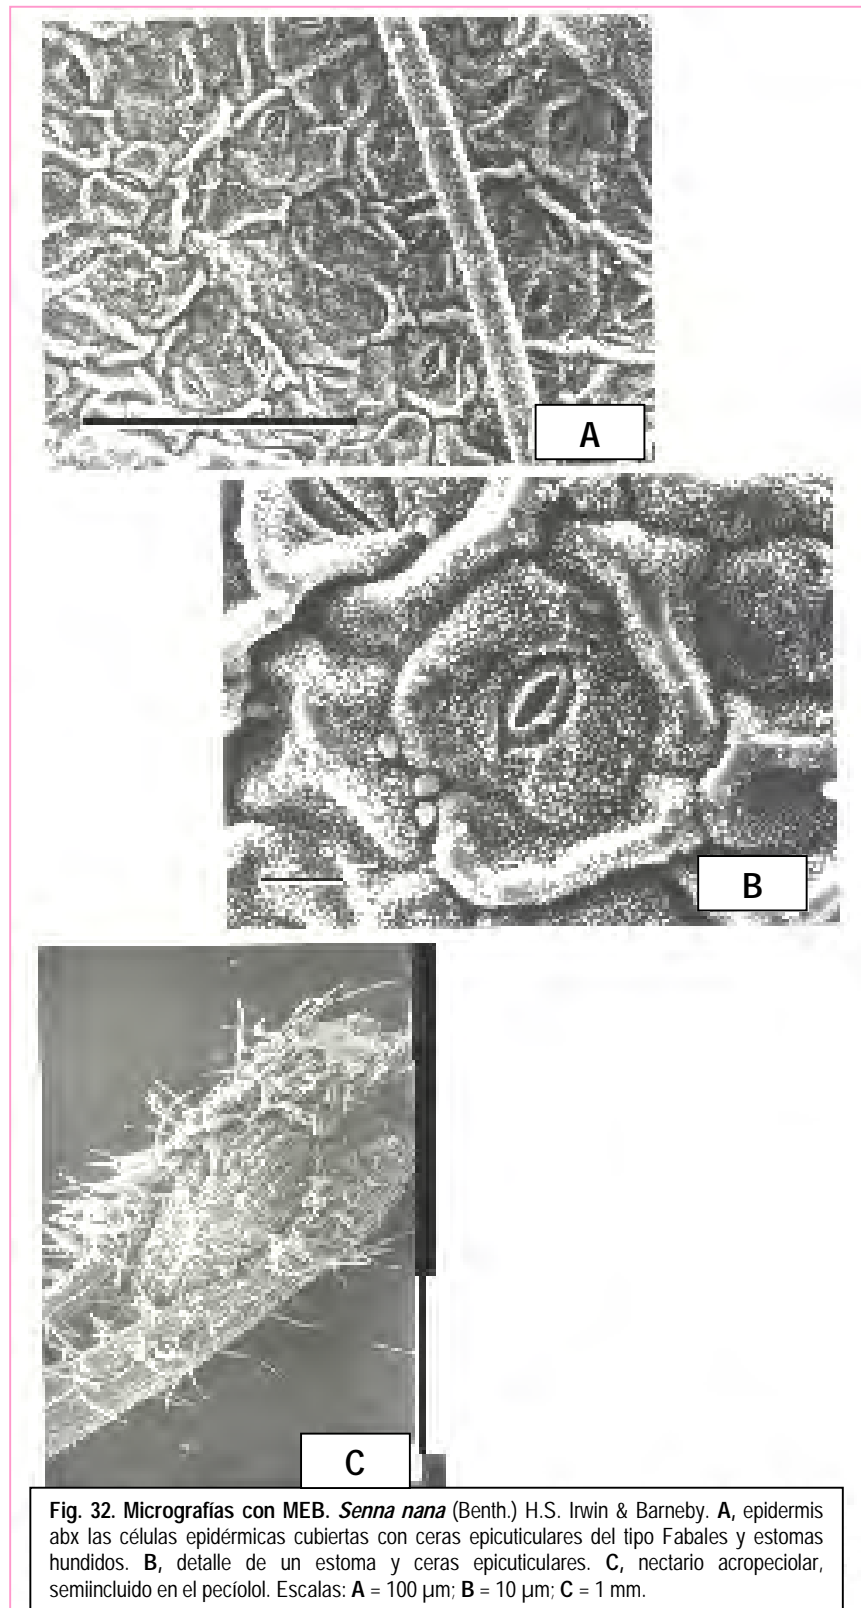 A
B
C
Fig. 32. Micrografías con MEB. Senna nana (Benth.) H.S. Irwin & Barneby. A, epidermis
abx las células epidérmicas cubiertas con ceras epicuticulares del tipo Fabales y estomas
hundidos. B, detalle de un estoma y ceras epicuticulares. C, nectario acropeciolar,
semiincluido en el pecíolol. Escalas: A = 100 µm; B = 10 µm; C = 1 mm.